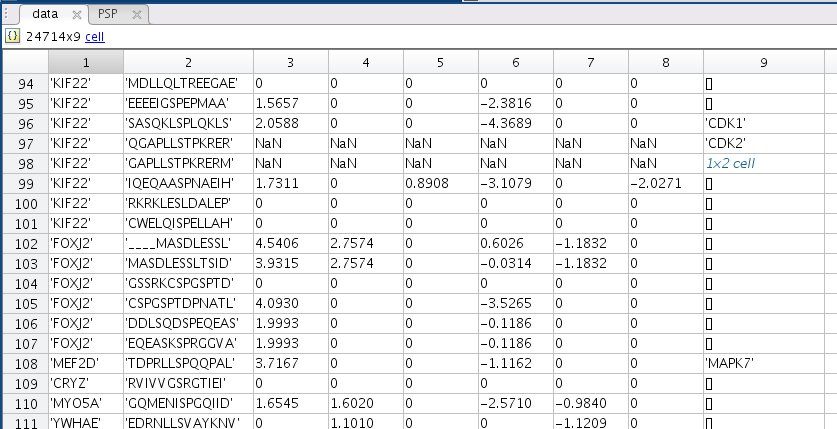 data PSP
{} 24714x9 cell
1 2 3 4 5 6 7 8 9
94 'KIF22' 'MDLLQLTREEGAE' 0 0 0 0 0 0 []
95 'KIF22' 'EEEEIGSPEPMAA' 1.5657 0 0 −2.3816 0 0 []
96 'KIF22' 'SASQKLSPLQKLS' 2.0588 0 0 −4.3689 0 0 'CDK1'
97 'KIF22' 'QGAPLLSTPKRER' NaN NaN NaN NaN NaN NaN 'CDK2'
98 'KIF22' 'GAPLLSTPKRERM' NaN NaN NaN NaN NaN NaN 1x2 cell
99 'KIF22' 'IQEQAASPNAEIH' 1.7311 0 0.8908 −3.1079 0 −2.0271 []
100 'KIF22' 'RKRKLESLDALEP' 0 0 0 0 0 0 []
101 'KIF22' 'CWELQISPELLAH' 0 0 0 0 0 0 []
102 'FOXJ2' '____MASDLESSL' 4.5406 2.7574 0 0.6026 −1.1832 0 []
103 'FOXJ2' 'MASDLESSLTSID' 3.9315 2.7574 0 −0.0314 −1.1832 0 []
104 'FOXJ2' 'GSSRKCSPGSPTD' 0 0 0 0 0 0 []
105 'FOXJ2' 'CSPGSPTDPNATL' 4.0930 0 0 −3.5265 0 0 []
106 'FOXJ2' 'DDLSQDSPEQEAS' 1.9993 0 0 −0.1186 0 0 []
107 'FOXJ2' 'EQEASKSPRGGVA' 1.9993 0 0 −0.1186 0 0 []
108 'MEF2D' 'TDPRLLSPQQPAL' 3.7167 0 0 −1.1162 0 0 'MAPK7'
109 'CRYZ' 'RVIVVGSRGTIEI' 0 0 0 0 0 0 []
110 'MYO5A' 'GQMENISPGQIID' 1.6545 1.6020 0 −2.5710 −0.9840 0 []
111 'YWHAE' 'EDRNLLSVAYKNV' 0 1.1010 0 0 −1.1209 0 []